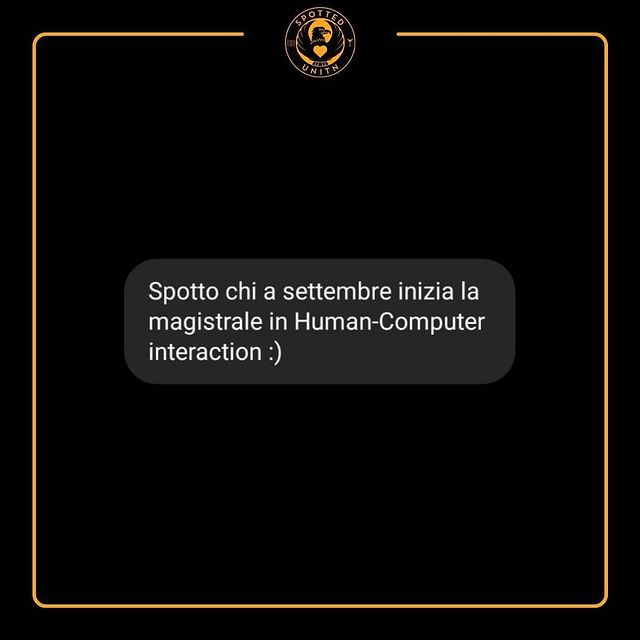 SPOTTED
UNITN
Spotto chi a settembre inizia la
magistrale in Human-Computer
interaction :)